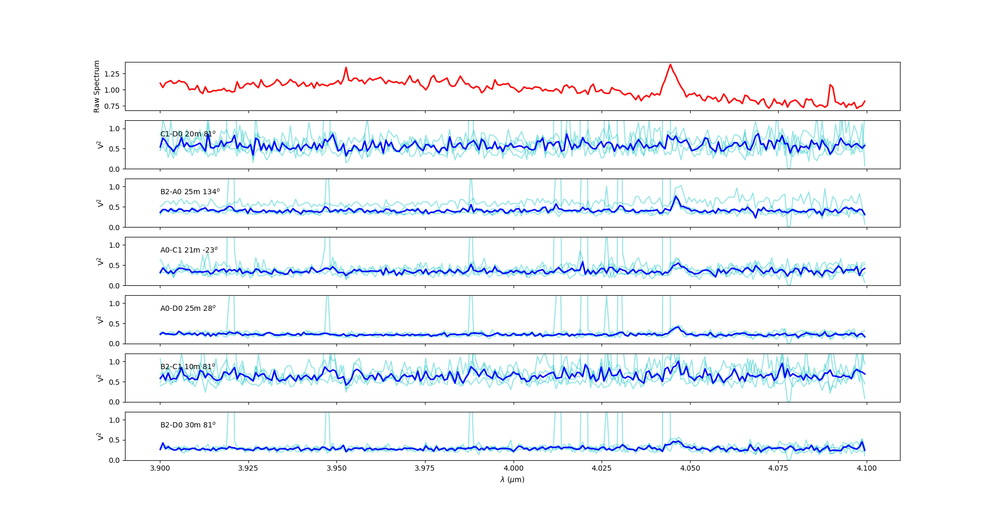 Raw Spectrum
1.25
1.00
0.75
V²
1.0
0.5
0.0
C1-D0 20m 81°
V²
1.0
0.5
0.0
B2-A0 25m 134°
V²
1.0
0.5
0.0
A0-C1 21m -23°
V²
1.0
0.5
0.0
A0-D0 25m 28°
V²
1.0
0.5
0.0
B2-C1 10m 81°
V²
1.0
0.5
0.0
B2-D0 30m 81°
3.900 3.925 3.950 3.975 4.000 4.025 4.050 4.075 4.100
λ (μm)